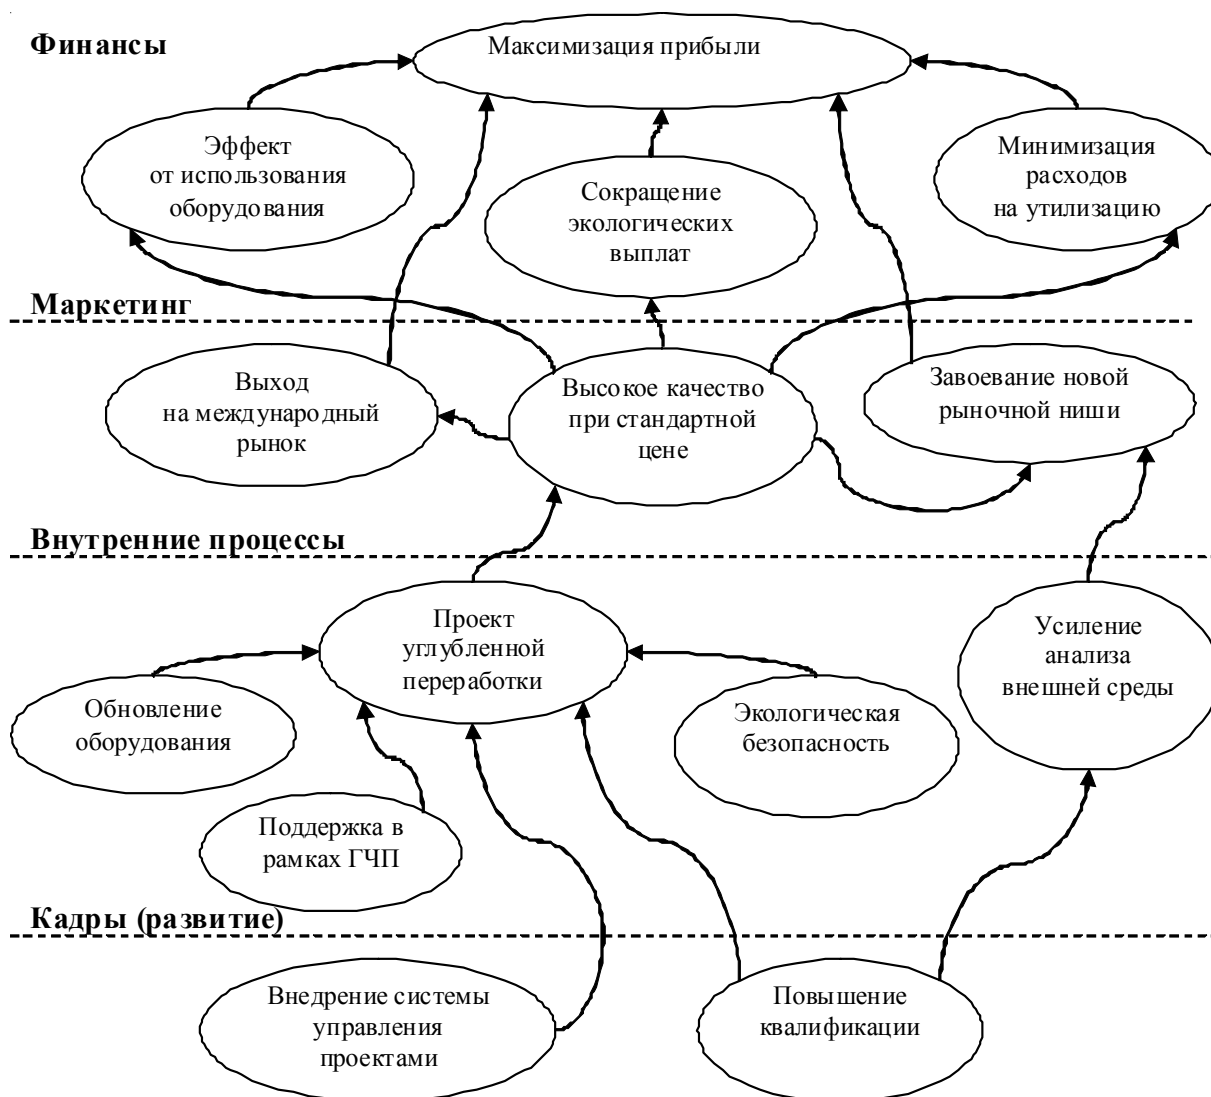 Финансы
Максимизация прибыли
Эффект
от использования
оборудования
Сокращение
экологических
выплат
Минимизация
расходов
на утилизацию
Маркетинг
Выход
на международный
рынок
Высокое качество
при стандартной
цене
Завоевание новой
рыночной ниши
Внутренние процессы
Проект
углубленной
переработки
Усиление
анализа
внешней среды
Обновление
оборудования
Экологическая
безопасность
Поддержка в
рамках ГЧП
Кадры (развитие)
Внедрение системы
управления
проектами
Повышение
квалификации